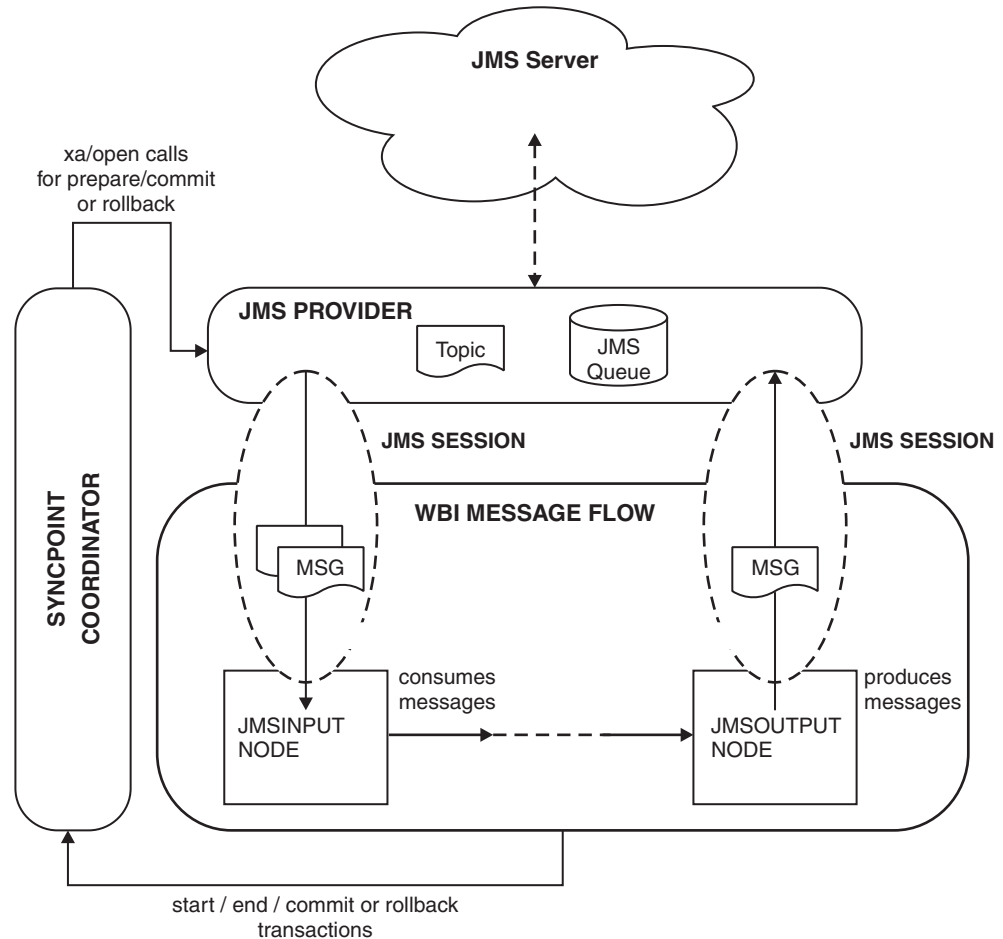 JMS Server
xa/open calls
for prepare/commit
or rollback
JMS PROVIDER
Topic
JMS
Queue
JMS SESSION
JMS SESSION
SYNCPOINT
COORDINATOR
WBI MESSAGE FLOW
MSG
MSG
consumes
messages
produces
messages
JMSINPUT
NODE
JMSOUTPUT
NODE
start / end / commit or rollback
transactions